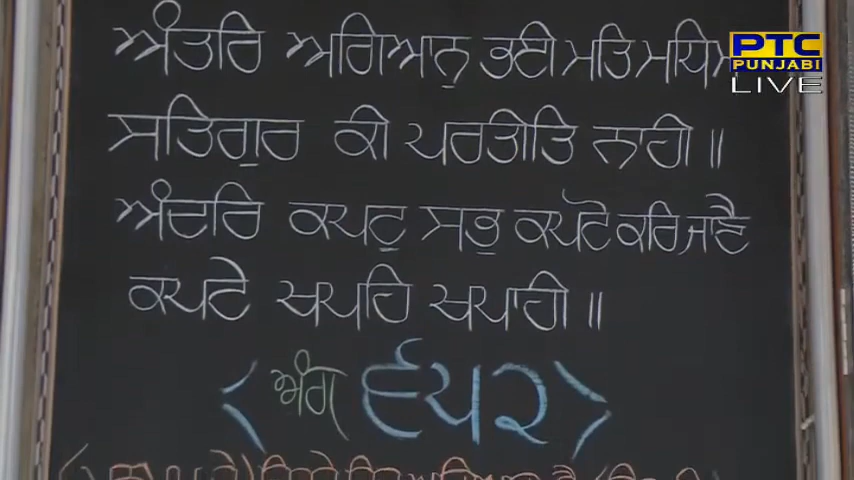 ਅੰਤਰਿ ਅਗਿਆਨੁ ਭਈ ਮਤਿ ਮਧਿਮ
ਸਤਿਗੁਰ ਕੀ ਪਰਤੀਤਿ ਨਾਹੀ ॥
ਅੰਦਰਿ ਕਪਟੁ ਸਭੁ ਕਪਟੋ ਕਰਿ ਜਾਣੈ
ਕਪਟੇ ਖਪਹਿ ਖਪਾਹੀ ॥
ਅੰਗ ੬੫੨
PTC
PUNJABI
LIVE